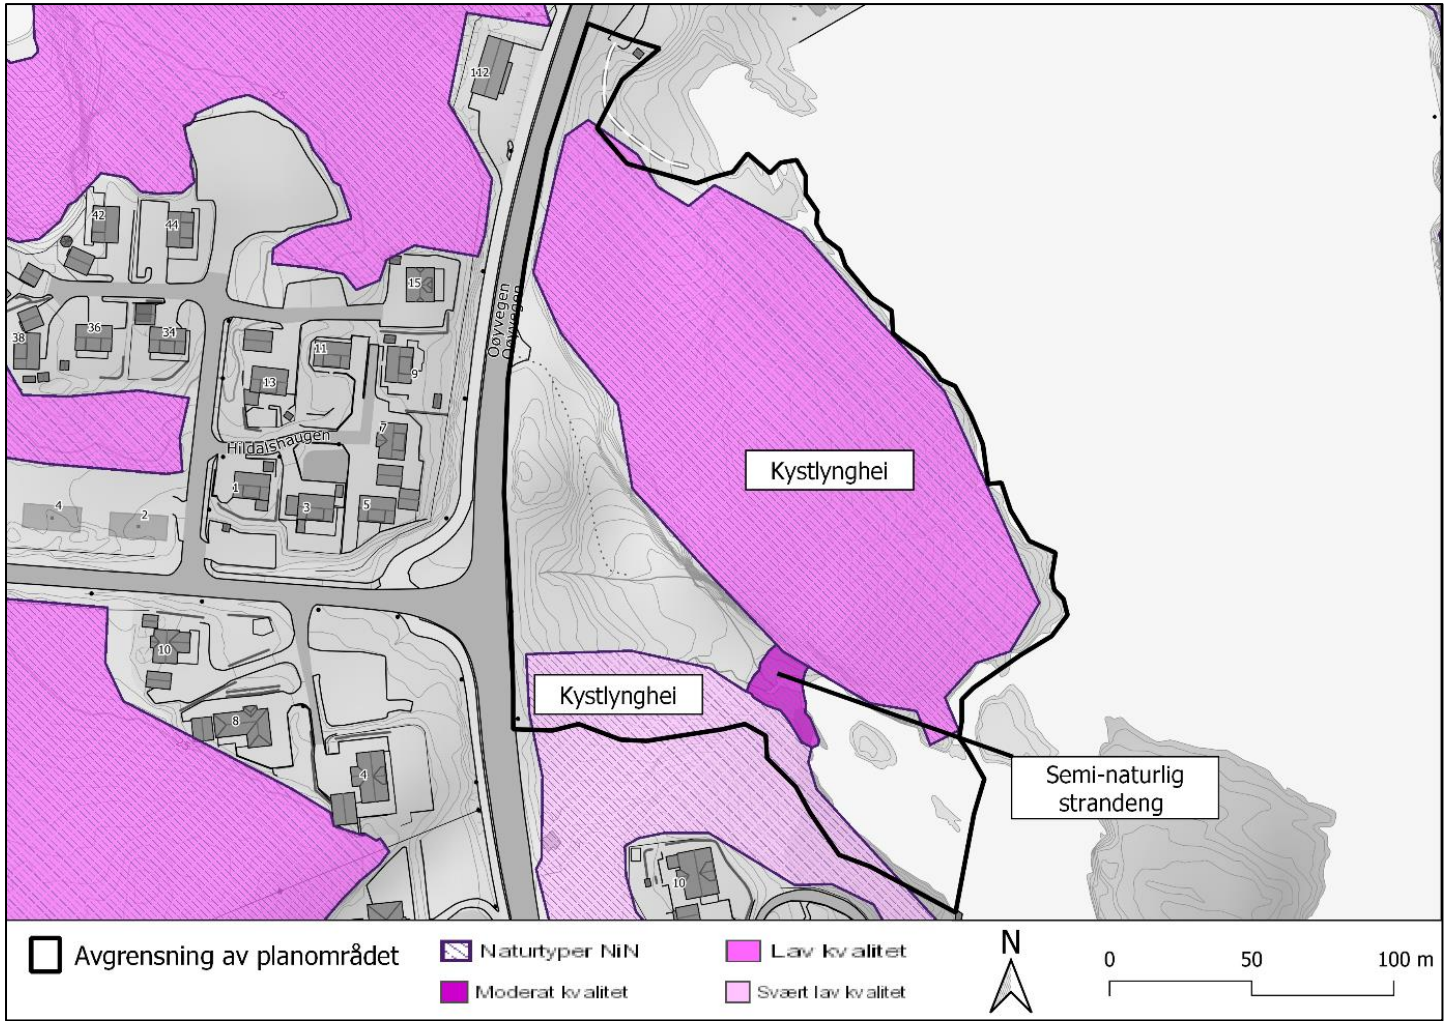 112
42
44
15
Oøyvegen
Oøyvegen
38
36
34
11
9
13
7
Hildalshaugen
1
3
5
4
2
Kystlynghei
10
Kystlynghei
8
4
Semi-naturlig
strandeng
10
Avgrensning av planområdet
Naturtyper NiN
Lav kvalitet
Moderat kvalitet
Svært lav kvalitet
N
0 50 100 m